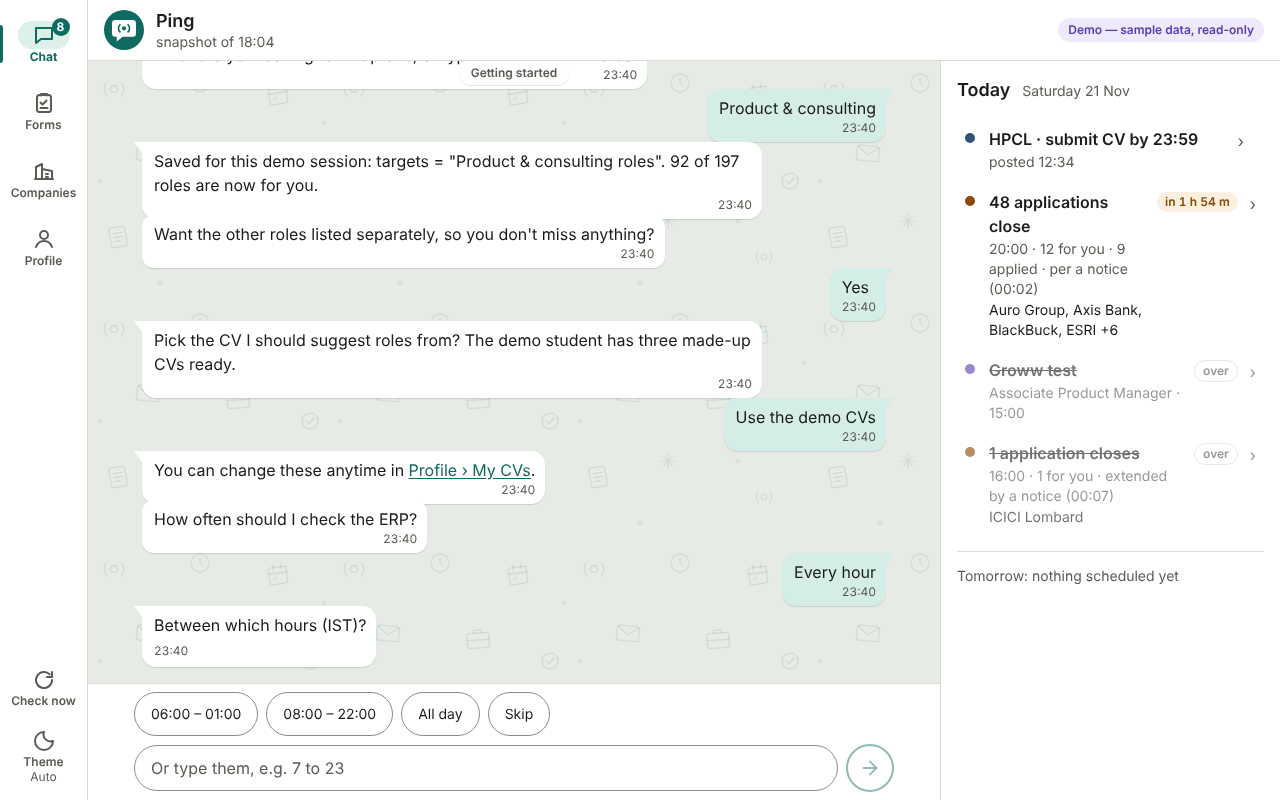 8
Chat
Forms
Companies
Profile
Check now
Theme
Auto
Ping
snapshot of 18:04
Demo — sample data, read-only
Getting started
23:40
Product & consulting
23:40
Saved for this demo session: targets = "Product & consulting roles". 92 of 197
roles are now for you.
23:40
Want the other roles listed separately, so you don't miss anything?
23:40
Yes
23:40
Pick the CV I should suggest roles from? The demo student has three made-up
CVs ready.
23:40
Use the demo CVs
23:40
You can change these anytime in Profile › My CVs.
23:40
How often should I check the ERP?
23:40
Every hour
23:40
Between which hours (IST)?
23:40
06:00 – 01:00
08:00 – 22:00
All day
Skip
Or type them, e.g. 7 to 23
Today Saturday 21 Nov
HPCL · submit CV by 23:59
posted 12:34
48 applications
close
in 1 h 54 m
20:00 · 12 for you · 9
applied · per a notice
(00:02)
Auro Group, Axis Bank,
BlackBuck, ESRI +6
Groww test
over
Associate Product Manager ·
15:00
1 application closes
over
16:00 · 1 for you · extended
by a notice (00:07)
ICICI Lombard
Tomorrow: nothing scheduled yet